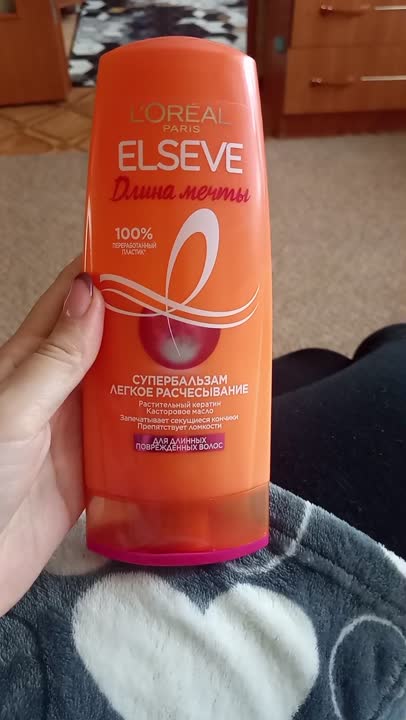 L'ORÉAL
PARIS
ELSEVE
Длина мечты
100%
ПЕРЕРАБОТАННЫЙ
ПЛАСТИК*
СУПЕРБАЛЬЗАМ
ЛЕГКОЕ РАСЧЕСЫВАНИЕ
Растительный кератин
Касторовое масло
Запечатывает секущиеся кончики
Препятствует ломкости
ДЛЯ ДЛИННЫХ
ПОВРЕЖДЕННЫХ ВОЛОС